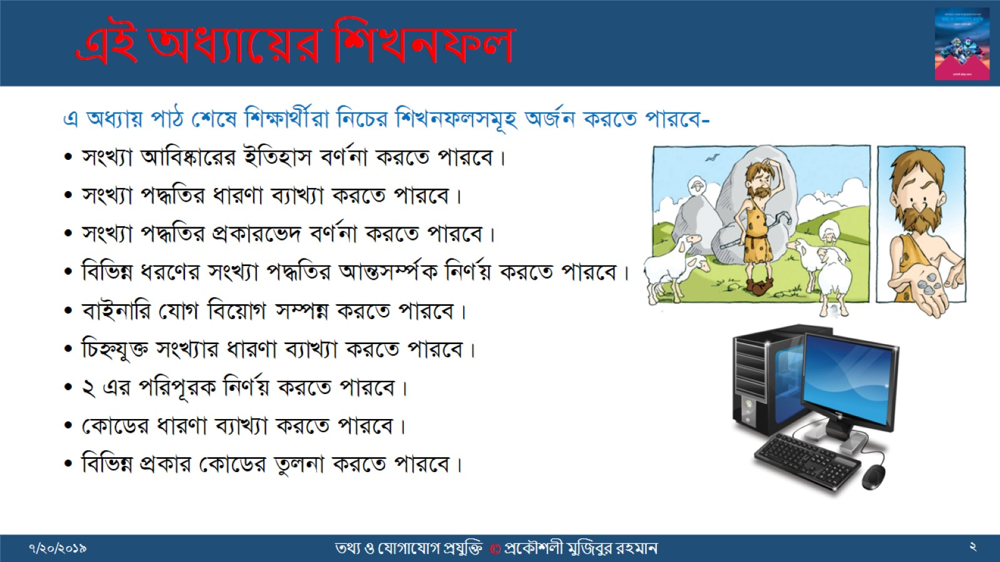 এই অধ্যায়ের শিখনফল
এ অধ্যায় পাঠ শেষে শিক্ষার্থীরা নিচের শিখনফলসমূহ অর্জন করতে পারবে-
• সংখ্যা আবিষ্কারের ইতিহাস বর্ণনা করতে পারবে।
• সংখ্যা পদ্ধতির ধারণা ব্যাখ্যা করতে পারবে।
• সংখ্যা পদ্ধতির প্রকারভেদ বর্ণনা করতে পারবে।
• বিভিন্ন ধরণের সংখ্যা পদ্ধতির আন্তসর্ম্পক নির্ণয় করতে পারবে।
• বাইনারি যোগ বিয়োগ সম্পন্ন করতে পারবে।
• চিহ্নযুক্ত সংখ্যার ধারণা ব্যাখ্যা করতে পারবে।
• ২ এর পরিপূরক নির্ণয় করতে পারবে।
• কোডের ধারণা ব্যাখ্যা করতে পারবে।
• বিভিন্ন প্রকার কোডের তুলনা করতে পারবে।
তথ্য ও যোগাযোগ প্রযুক্তি
৭/২০/২০১৯
তথ্য ও যোগাযোগ প্রযুক্তি © প্রকৌশলী মুজিবুর রহমান
২